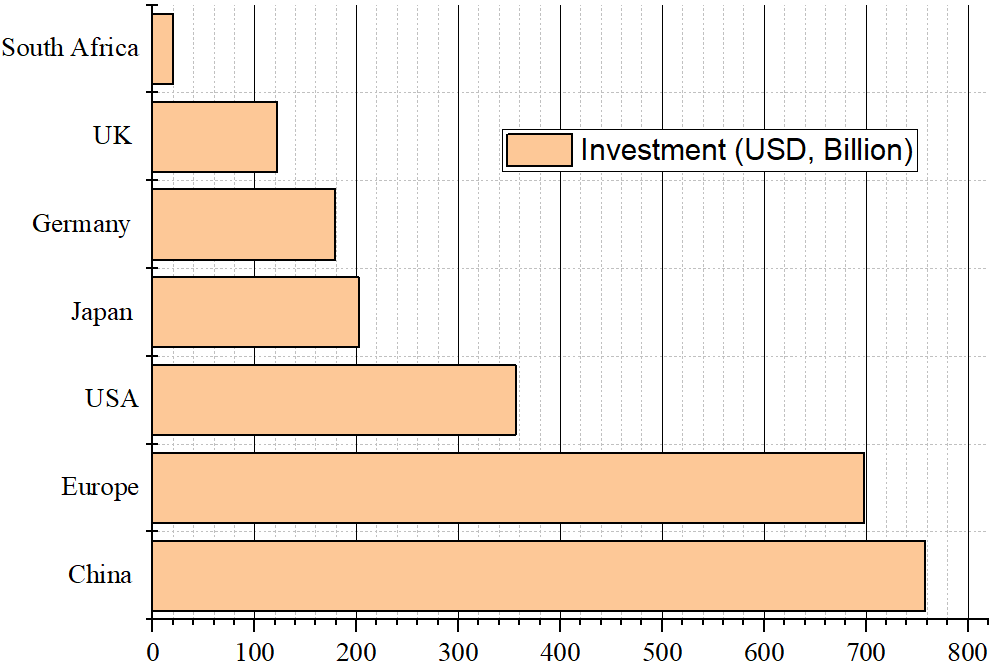 South Africa
UK
Investment (USD, Billion)
Germany
Japan
USA
Europe
China
0 100 200 300 400 500 600 700 800